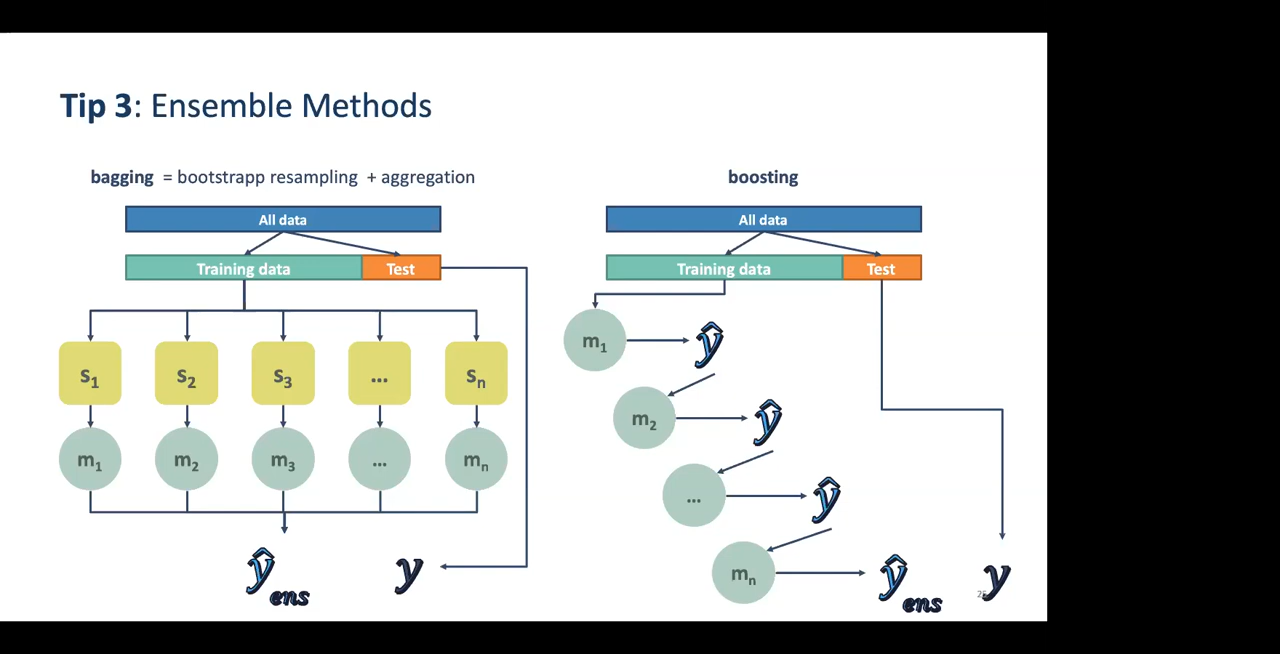 Tip 3: Ensemble Methods
bagging = bootstrapp resampling + aggregation
All data
Training data
Test
s1
s2
s3
...
sn
m1
m2
m3
...
mn
ŷens
y
boosting
All data
Training data
Test
m1
ŷ
m2
ŷ
...
ŷ
mn
ŷens
y